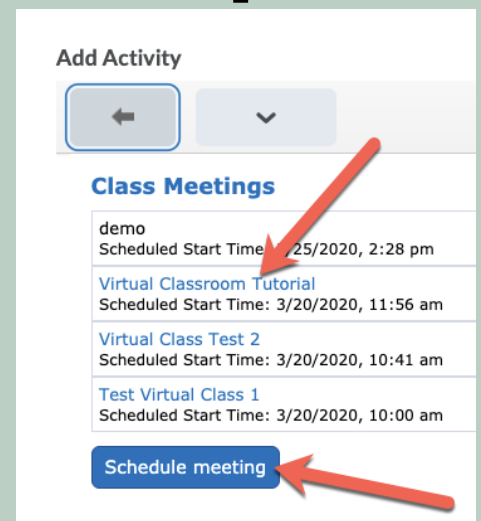 Add Activity
Class Meetings
demo
Scheduled Start Time: /25/2020, 2:28 pm
Virtual Classroom Tutorial
Scheduled Start Time: 3/20/2020, 11:56 am
Virtual Class Test 2
Scheduled Start Time: 3/20/2020, 10:41 am
Test Virtual Class 1
Scheduled Start Time: 3/20/2020, 10:00 am
Schedule meeting